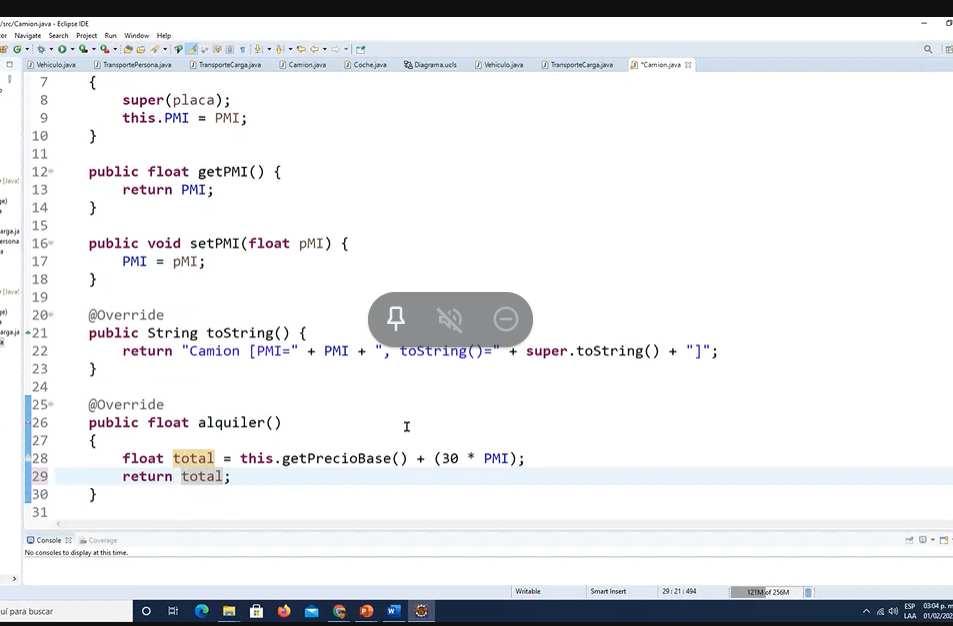 /src/Camion.java - Eclipse IDE
Navigate Search Project Run Window Help
Vehiculo.java TransportePersona.java TransporteCarga.java Camion.java Coche.java Diagrama.ucls Vehiculo.java TransporteCarga.java *Camion.java
7 {
8 super(placa);
9 this.PMI = PMI;
10 }
11
12 public float getPMI() {
13 return PMI;
14 }
15
16 public void setPMI(float pMI) {
17 PMI = pMI;
18 }
19
20 @Override
21 public String toString() {
22 return "Camion [PMI=" + PMI + ", toString()=" + super.toString() + "]";
23 }
24
25 @Override
26 public float alquiler()
27 {
28 float total = this.getPrecioBase() + (30 * PMI);
29 return total;
30 }
31
Console Coverage
No consoles to display at this time.
Writable Smart Insert 29 : 21 : 494 121M of 256M
uí para buscar
ESP 03:04 p. m
LAA 01/02/202